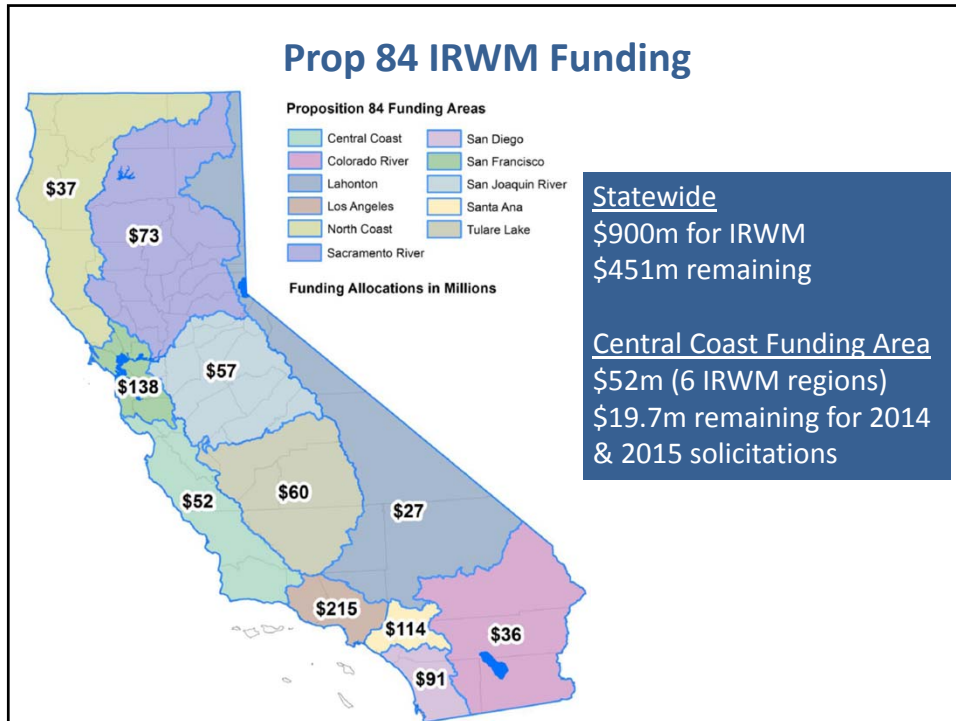 Prop 84 IRWM Funding
Proposition 84 Funding Areas
Central Coast
Colorado River
Lahonton
Los Angeles
North Coast
Sacramento River
San Diego
San Francisco
San Joaquin River
Santa Ana
Tulare Lake
Funding Allocations in Millions
$37
$73
$138
$57
$52
$60
$27
$215
$114
$36
$91
Statewide
$900m for IRWM
$451m remaining
Central Coast Funding Area
$52m (6 IRWM regions)
$19.7m remaining for 2014
& 2015 solicitations